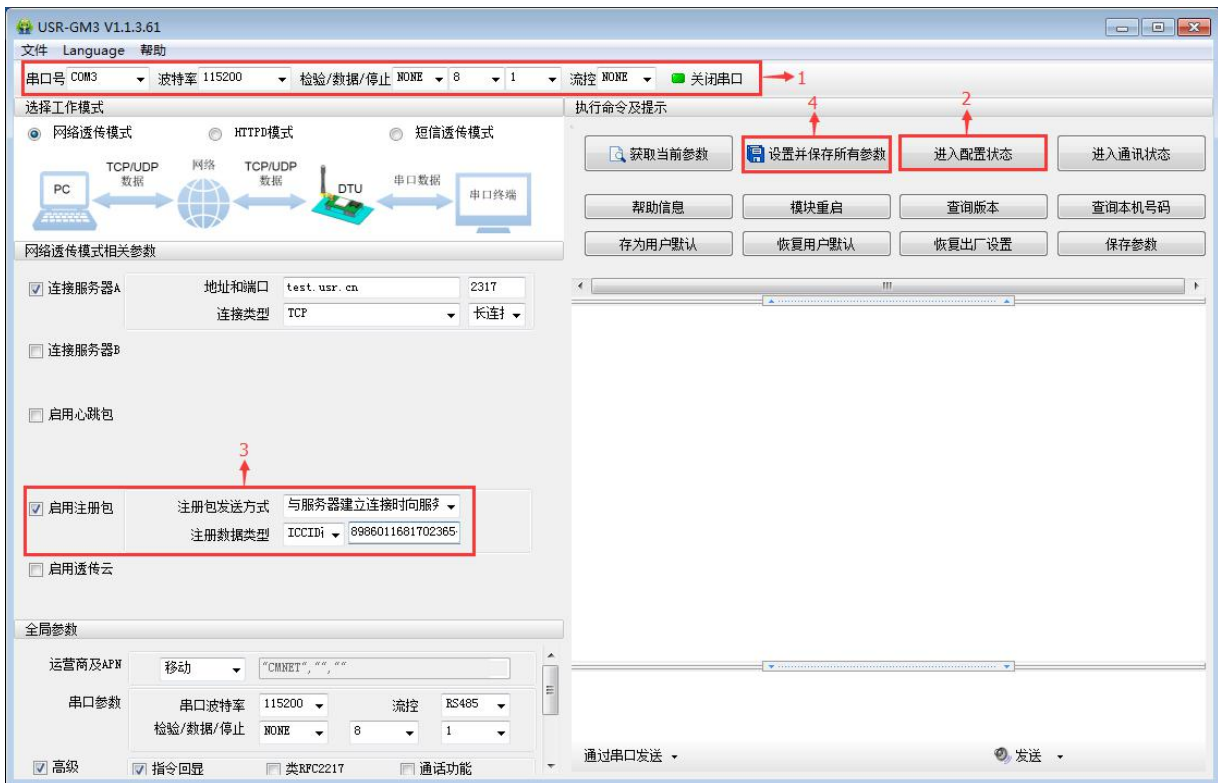 USR-GM3 V1.1.3.61
文件 Language 帮助
串口号 COM3 波特率 115200 检验/数据/停止 NONE 8 1 流控 NONE 关闭串口 1
选择工作模式
网络透传模式 HTTPD模式 短信透传模式
PC
TCP/UDP
数据
网络
TCP/UDP
数据
DTU
串口数据
串口终端
网络透传模式相关参数
连接服务器A 地址和端口 test.usr.cn 2317
连接类型 TCP 长连
连接服务器B
启用心跳包
3
启用注册包 注册包发送方式 与服务器建立连接时向服
注册数据类型 ICCID 8986011681702365
启用透传云
全局参数
运营商及APN 移动 "CMNET","",""
串口参数 串口波特率 115200 流控 RS485
检验/数据/停止 NONE 8 1
高级 指令回显 类RFC2217 通话功能
执行命令及提示
4 2
获取当前参数 设置并保存所有参数 进入配置状态 进入通讯状态
帮助信息 模块重启 查询版本 查询本机号码
存为用户默认 恢复用户默认 恢复出厂设置 保存参数
通过串口发送 发送